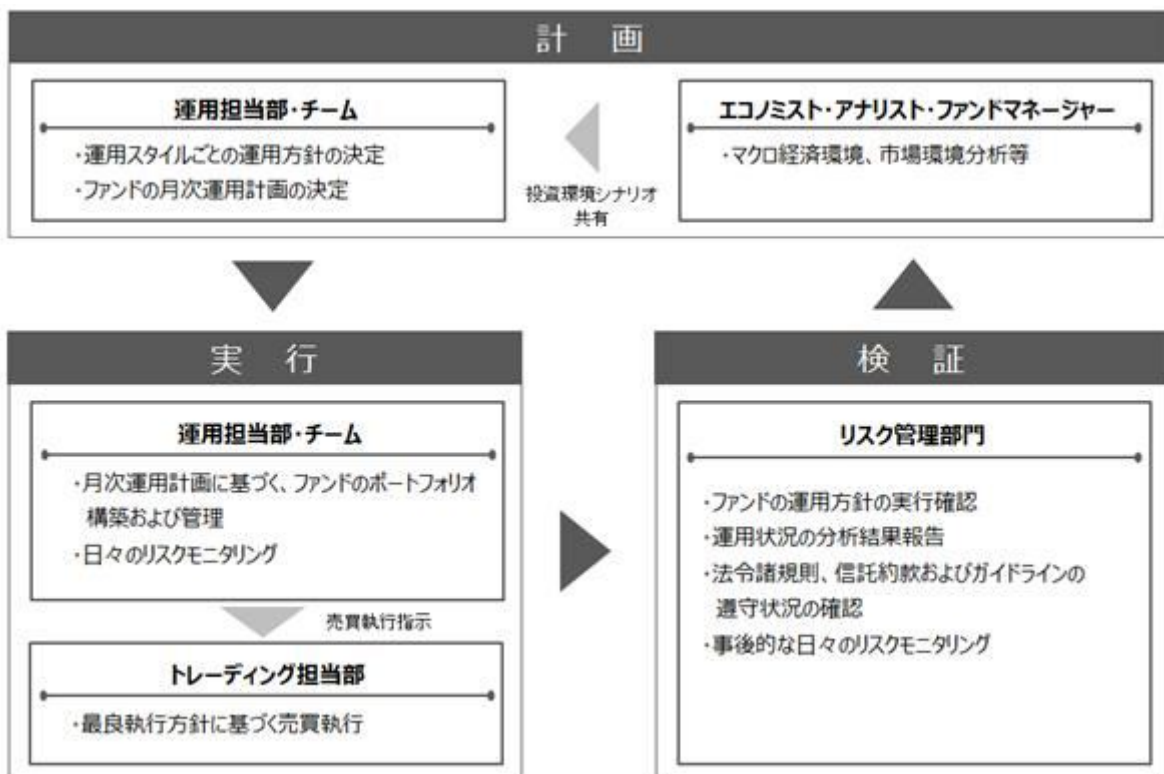 計 画
運用担当部・チーム
・運用スタイルごとの運用方針の決定
・ファンドの月次運用計画の決定
投資環境シナリオ
共有
エコノミスト・アナリスト・ファンドマネージャー
・マクロ経済環境、市場環境分析等
実 行
運用担当部・チーム
・月次運用計画に基づく、ファンドのポートフォリオ
構築および管理
・日々のリスクモニタリング
売買執行指示
トレーディング担当部
・最良執行方針に基づく売買執行
検 証
リスク管理部門
・ファンドの運用方針の実行確認
・運用状況の分析結果報告
・法令諸規則、信託約款およびガイドラインの
遵守状況の確認
・事後的な日々のリスクモニタリング